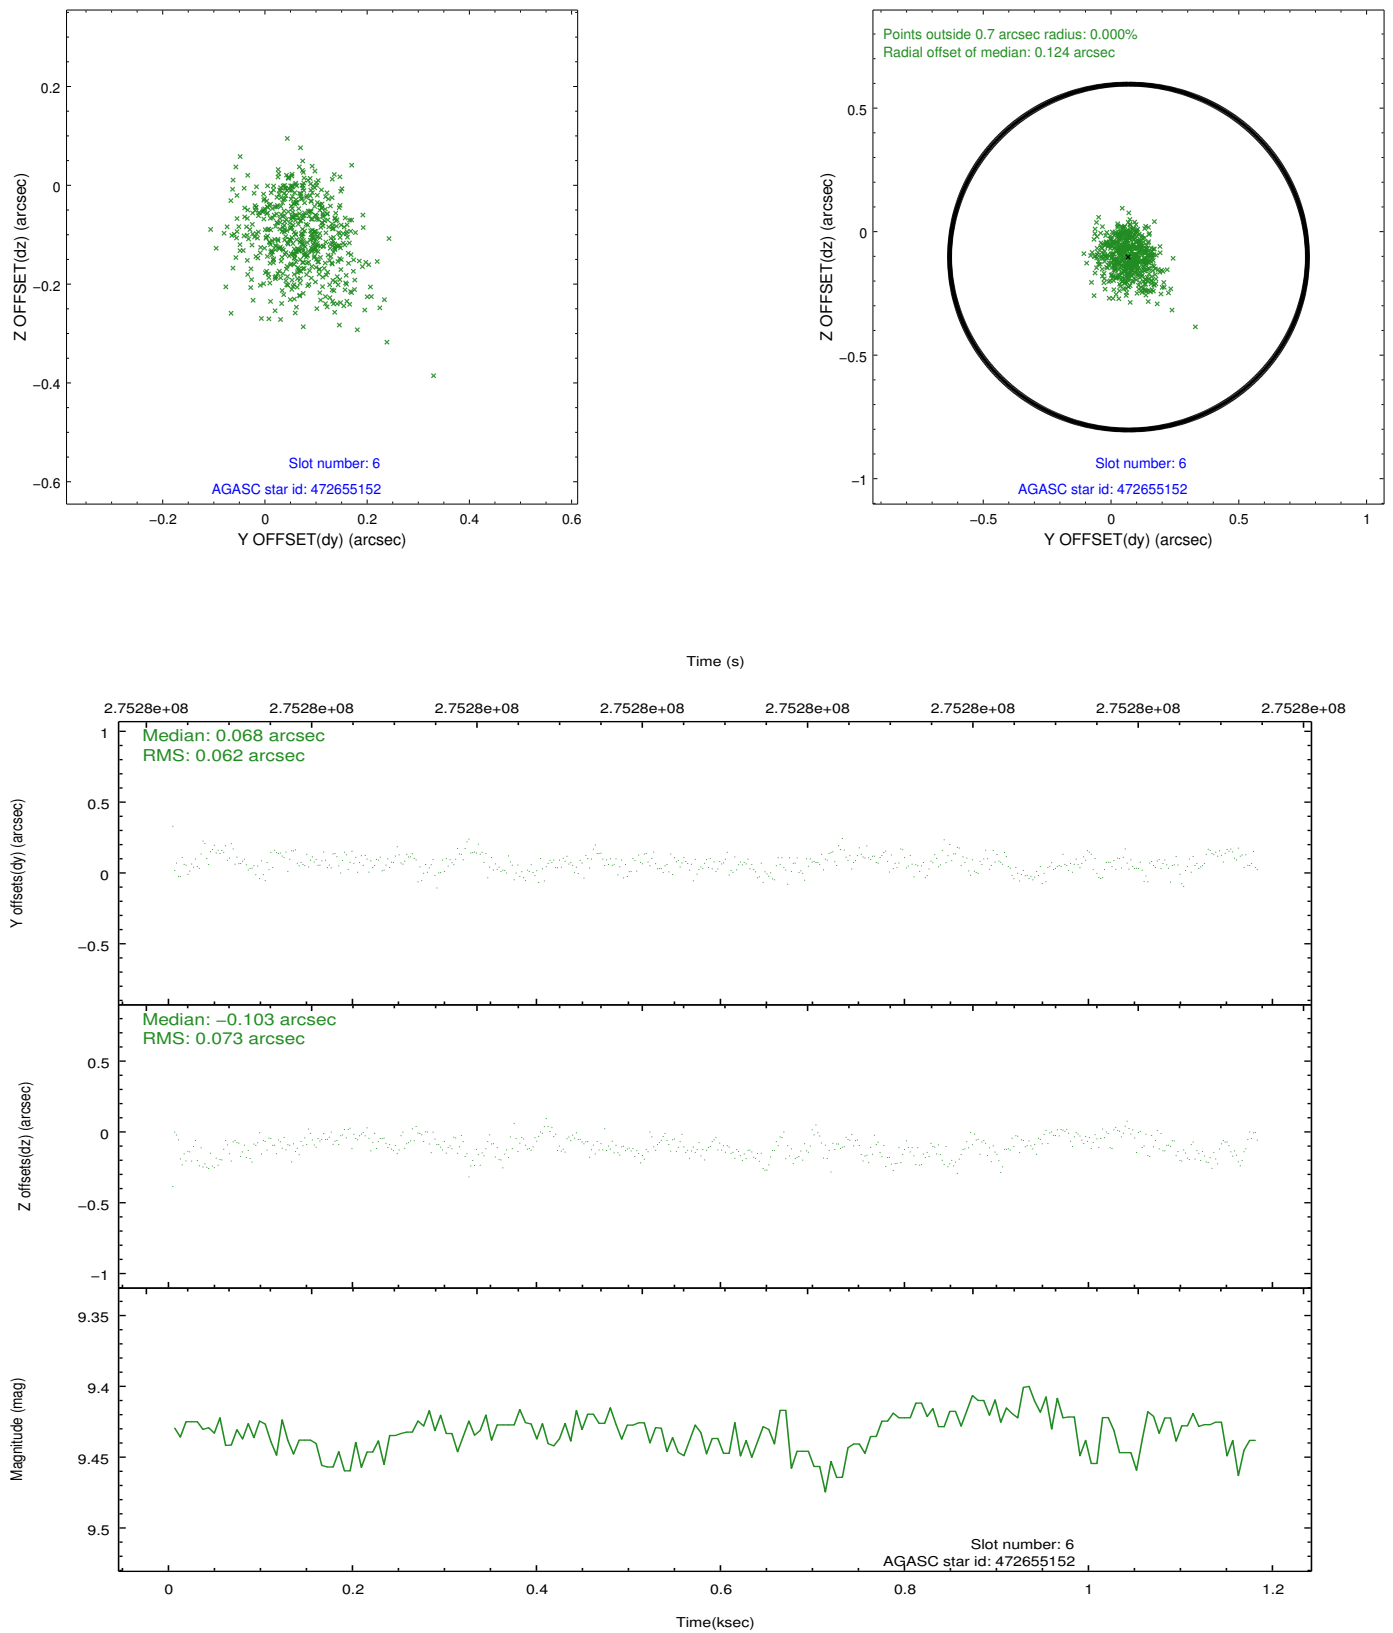 0.2
0
−0.2
−0.4
−0.6
Z OFFSET(dz) (arcsec)
Slot number: 6
AGASC star id: 472655152
−0.2
0
0.2
0.4
0.6
Y OFFSET(dy) (arcsec)
Points outside 0.7 arcsec radius: 0.000%
Radial offset of median: 0.124 arcsec
0.5
0
−0.5
−1
Z OFFSET(dz) (arcsec)
Slot number: 6
AGASC star id: 472655152
−0.5
0
0.5
1
Y OFFSET(dy) (arcsec)
Time (s)
2.7528e+08
2.7528e+08
2.7528e+08
2.7528e+08
2.7528e+08
2.7528e+08
2.7528e+08
2.7528e+08
Median: 0.068 arcsec
RMS: 0.062 arcsec
1
0.5
0
−0.5
Y offsets(dy) (arcsec)
Median: −0.103 arcsec
RMS: 0.073 arcsec
0.5
0
−0.5
−1
Z offsets(dz) (arcsec)
9.35
9.4
9.45
9.5
Magnitude (mag)
Slot number: 6
AGASC star id: 472655152
0
0.2
0.4
0.6
0.8
1
1.2
Time(ksec)